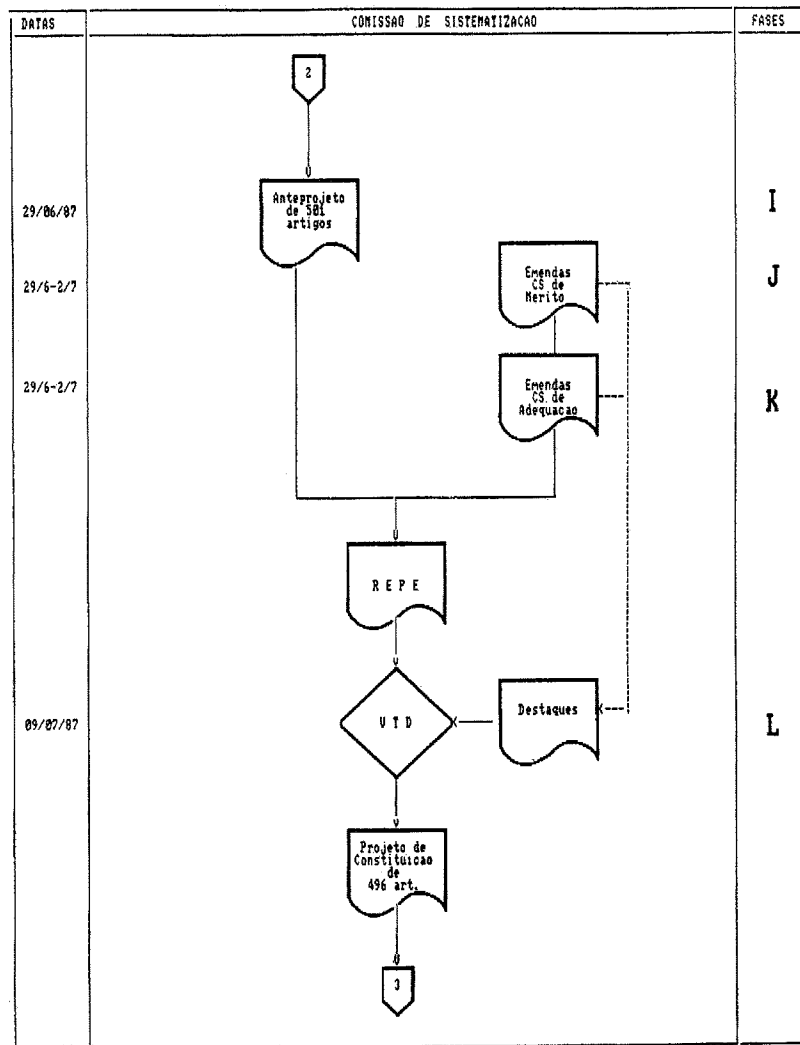 DATAS
COMISSAO DE SISTEMATIZACAO
FASES
2
29/06/87
Anteprojeto
de 501
artigos
I
29/6-2/7
Emendas
CS de
Merito
J
29/6-2/7
Emendas
CS. de
Adequacao
K
R E P E
09/07/87
V T D
Destaques
L
Projeto de
Constituicao
de
496 art.
3